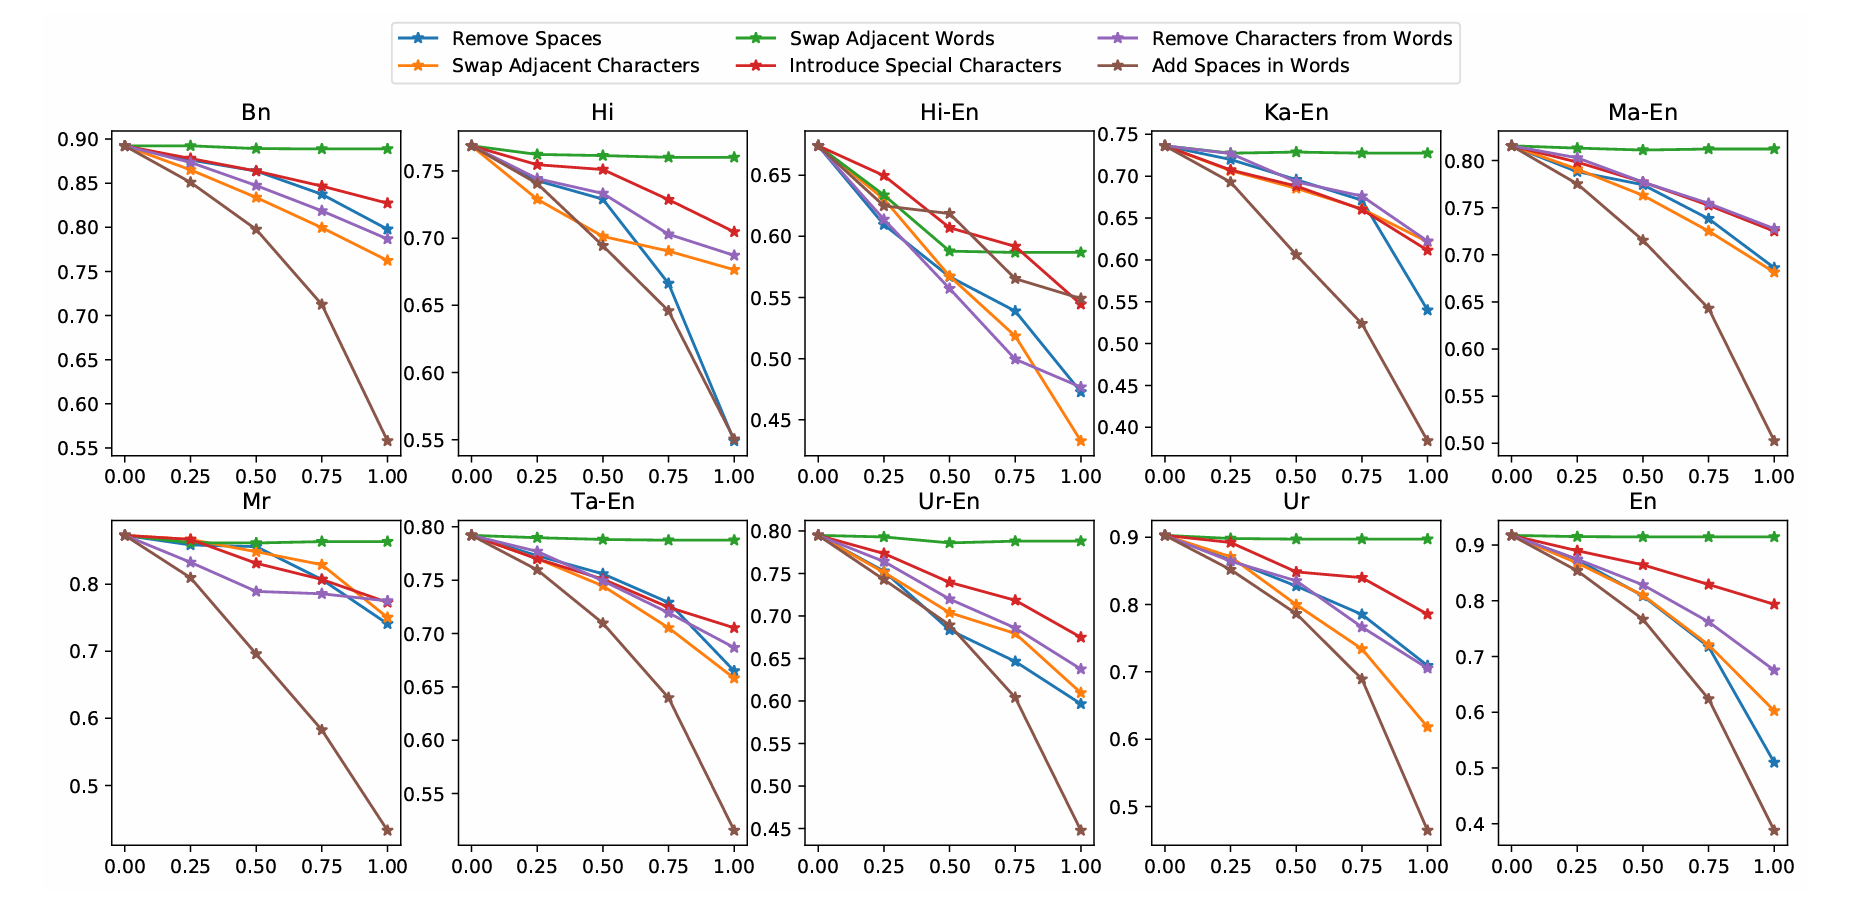 Remove Spaces
Swap Adjacent Words
Remove Characters from Words
Swap Adjacent Characters
Introduce Special Characters
Add Spaces in Words
Bn
0.90
0.85
0.80
0.75
0.70
0.65
0.60
0.55
0.00 0.25 0.50 0.75 1.00
Hi
0.75
0.70
0.65
0.60
0.55
0.00 0.25 0.50 0.75 1.00
Hi-En
0.65
0.60
0.55
0.50
0.45
0.00 0.25 0.50 0.75 1.00
Ka-En
0.75
0.70
0.65
0.60
0.55
0.50
0.45
0.40
0.00 0.25 0.50 0.75 1.00
Ma-En
0.80
0.75
0.70
0.65
0.60
0.55
0.50
0.00 0.25 0.50 0.75 1.00
Mr
0.8
0.7
0.6
0.5
0.00 0.25 0.50 0.75 1.00
Ta-En
0.80
0.75
0.70
0.65
0.60
0.55
0.00 0.25 0.50 0.75 1.00
Ur-En
0.80
0.75
0.70
0.65
0.60
0.55
0.50
0.45
0.00 0.25 0.50 0.75 1.00
Ur
0.9
0.8
0.7
0.6
0.5
0.00 0.25 0.50 0.75 1.00
En
0.9
0.8
0.7
0.6
0.5
0.4
0.00 0.25 0.50 0.75 1.00